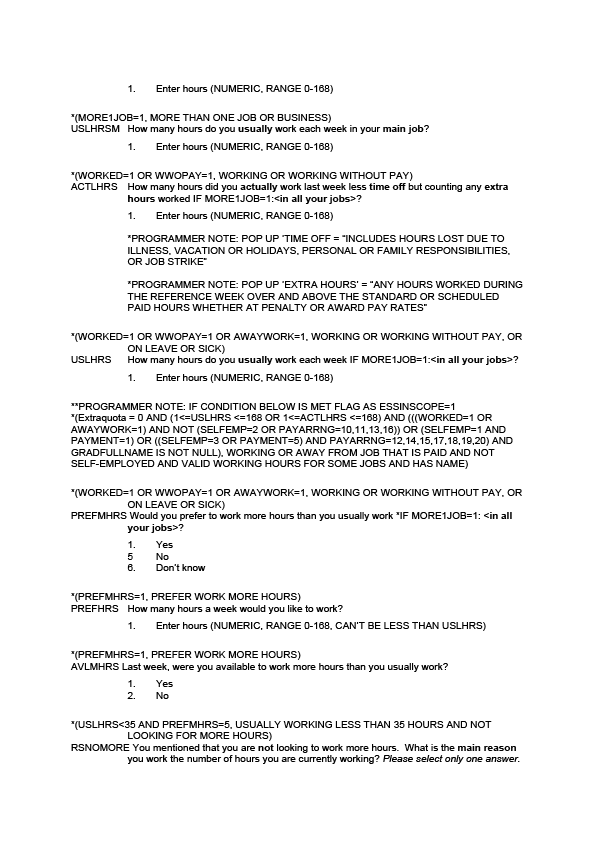 1. Enter hours (NUMERIC, RANGE 0-168)
*(MORE1JOB=1, MORE THAN ONE JOB OR BUSINESS)
USLHRSM How many hours do you usually work each week in your main job?
1. Enter hours (NUMERIC, RANGE 0-168)
*(WORKED=1 OR WWOPAY=1, WORKING OR WORKING WITHOUT PAY)
ACTLHRS How many hours did you actually work last week less time off but counting any extra
hours worked IF MORE1JOB=1:<in all your jobs>?
1. Enter hours (NUMERIC, RANGE 0-168)
*PROGRAMMER NOTE: POP UP ‘TIME OFF = “INCLUDES HOURS LOST DUE TO
ILLNESS, VACATION OR HOLIDAYS, PERSONAL OR FAMILY RESPONSIBILITIES,
OR JOB STRIKE”
*PROGRAMMER NOTE: POP UP ‘EXTRA HOURS’ = “ANY HOURS WORKED DURING
THE REFERENCE WEEK OVER AND ABOVE THE STANDARD OR SCHEDULED
PAID HOURS WHETHER AT PENALTY OR AWARD PAY RATES”
*(WORKED=1 OR WWOPAY=1 OR AWAYWORK=1, WORKING OR WORKING WITHOUT PAY, OR
ON LEAVE OR SICK)
USLHRS How many hours do you usually work each week IF MORE1JOB=1:<in all your jobs>?
1. Enter hours (NUMERIC, RANGE 0-168)
**PROGRAMMER NOTE: IF CONDITION BELOW IS MET FLAG AS ESSINSCOPE=1
*(Extraquota = 0 AND (1<=USLHRS <=168 OR 1<=ACTLHRS <=168) AND (((WORKED=1 OR
AWAYWORK=1) AND NOT (SELFEMP=2 OR PAYARRNG=10,11,13,16)) OR (SELFEMP=1 AND
PAYMENT=1) OR ((SELFEMP=3 OR PAYMENT=5) AND PAYARRNG=12,14,15,17,18,19,20) AND
GRADFULLNAME IS NOT NULL), WORKING OR AWAY FROM JOB THAT IS PAID AND NOT
SELF-EMPLOYED AND VALID WORKING HOURS FOR SOME JOBS AND HAS NAME)
*(WORKED=1 OR WWOPAY=1 OR AWAYWORK=1, WORKING OR WORKING WITHOUT PAY, OR
ON LEAVE OR SICK)
PREFMHRS Would you prefer to work more hours than you usually work *IF MORE1JOB=1: <in all
your jobs>?
1. Yes
5 No
6. Don’t know
*(PREFMHRS=1, PREFER WORK MORE HOURS)
PREFHRS How many hours a week would you like to work?
1. Enter hours (NUMERIC, RANGE 0-168, CAN’T BE LESS THAN USLHRS)
*(PREFMHRS=1, PREFER WORK MORE HOURS)
AVLMHRS Last week, were you available to work more hours than you usually work?
1. Yes
2. No
*(USLHRS<35 AND PREFMHRS=5, USUALLY WORKING LESS THAN 35 HOURS AND NOT
LOOKING FOR MORE HOURS)
RSNOMORE You mentioned that you are not looking to work more hours. What is the main reason
you work the number of hours you are currently working? Please select only one answer.